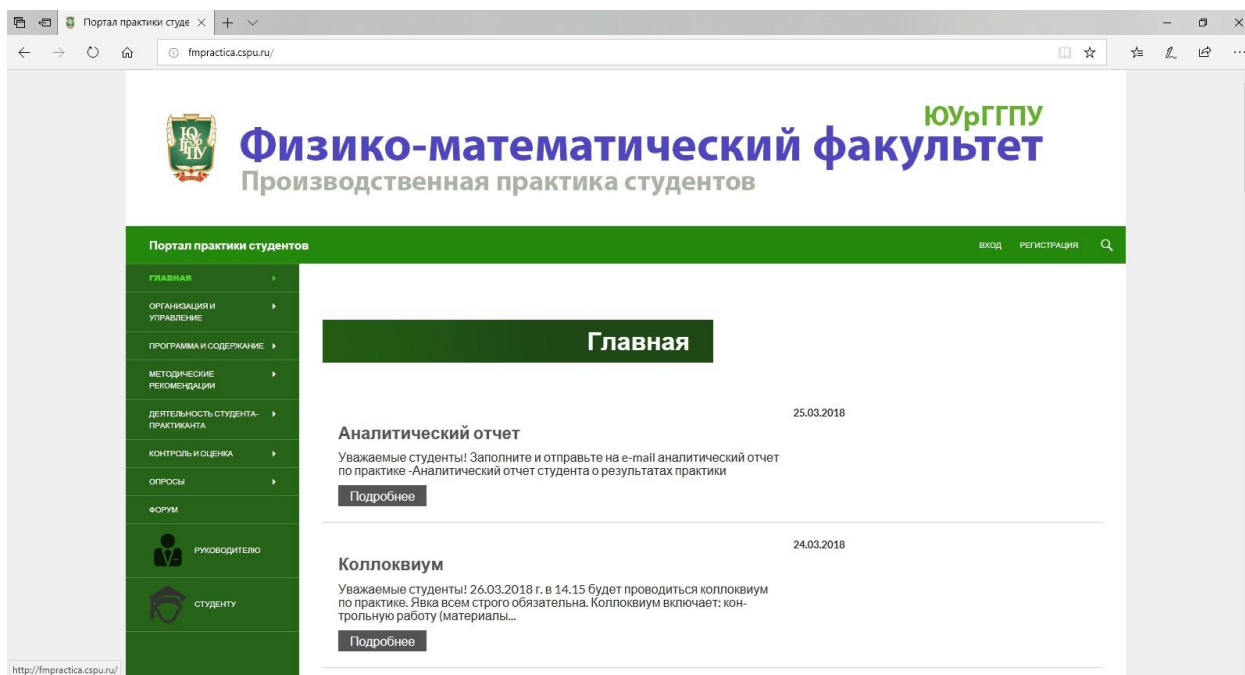 Портал практики студе
fmpractica.cspu.ru/
ЮУрГГПУ
Физико-математический факультет
Производственная практика студентов
Портал практики студентов
ВХОД
РЕГИСТРАЦИЯ
ГЛАВНАЯ
ОРГАНИЗАЦИЯ И
УПРАВЛЕНИЕ
ПРОГРАММА И СОДЕРЖАНИЕ
МЕТОДИЧЕСКИЕ
РЕКОМЕНДАЦИИ
ДЕЯТЕЛЬНОСТЬ СТУДЕНТА-
ПРАКТИКАНТА
КОНТРОЛЬ И ОЦЕНКА
ОПРОСЫ
ФОРУМ
РУКОВОДИТЕЛЮ
СТУДЕНТУ
Главная
25.03.2018
Аналитический отчет
Уважаемые студенты! Заполните и отправьте на e-mail аналитический отчет
по практике -Аналитический отчет студента о результатах практики
Подробнее
24.03.2018
Коллоквиум
Уважаемые студенты! 26.03.2018 г. в 14.15 будет проводиться коллоквиум
по практике. Явка всем строго обязательна. Коллоквиум включает: кон-
трольную работу (материалы...
Подробнее
http://fmpractica.cspu.ru/